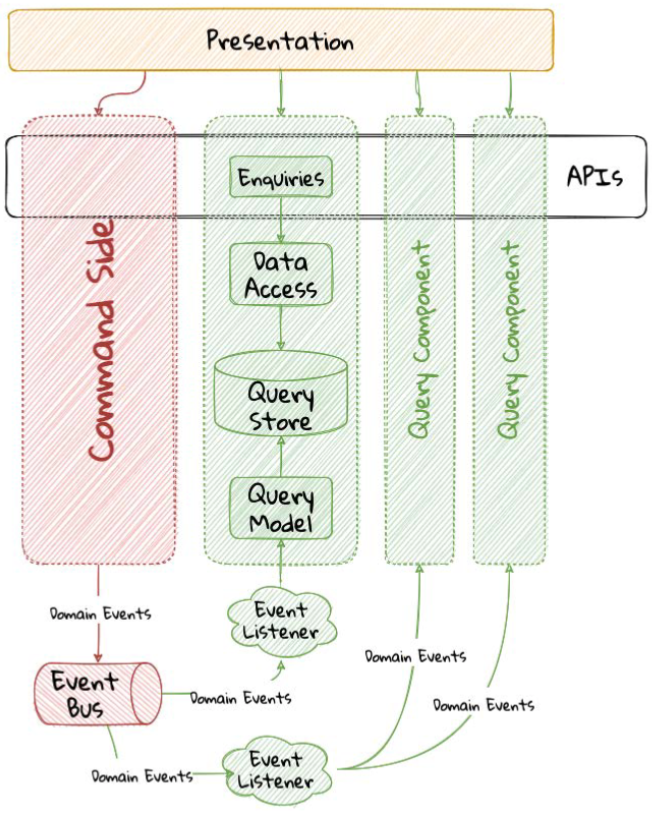 Presentation
APIs
Enquiries
Data
Access
Command Side
Query Component
Query Component
Query
Store
Query
Model
Domain Events
Event
Listener
Domain Events
Event
Bus
Domain Events
Domain Events
Event
Listener
Domain Events